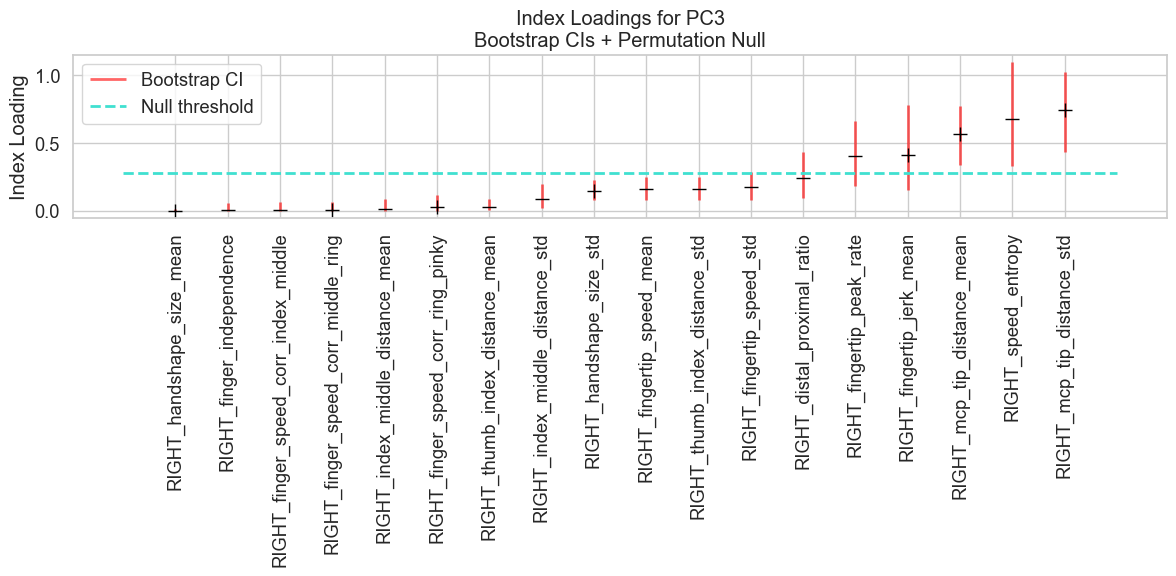 Index Loadings for PC3
Bootstrap CIs + Permutation Null
Index Loading
1.0
0.5
0.0
Bootstrap CI
Null threshold
RIGHT_handshape_size_mean
RIGHT_finger_independence
RIGHT_finger_speed_corr_index_middle
RIGHT_finger_speed_corr_middle_ring
RIGHT_index_middle_distance_mean
RIGHT_finger_speed_corr_ring_pinky
RIGHT_thumb_index_distance_mean
RIGHT_index_middle_distance_std
RIGHT_handshape_size_std
RIGHT_fingertip_speed_mean
RIGHT_thumb_index_distance_std
RIGHT_fingertip_speed_std
RIGHT_distal_proximal_ratio
RIGHT_fingertip_peak_rate
RIGHT_fingertip_jerk_mean
RIGHT_mcp_tip_distance_mean
RIGHT_speed_entropy
RIGHT_mcp_tip_distance_std